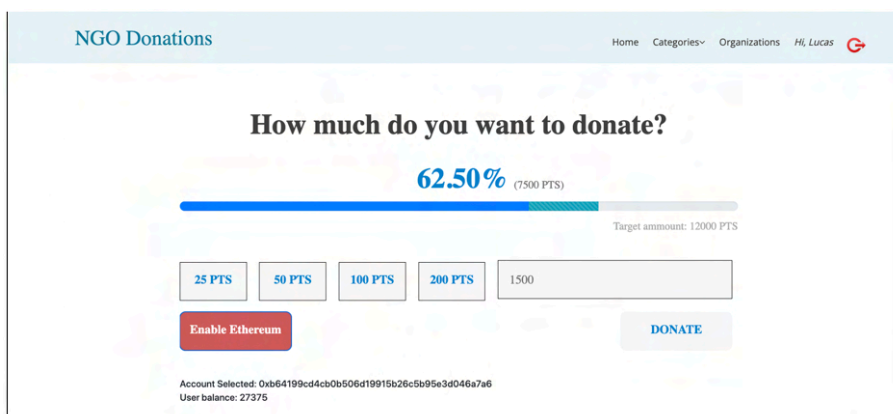 NGO Donations
Home Categories Organizations Hi, Lucas
How much do you want to donate?
62.50% (7500 PTS)
Target ammount: 12000 PTS
25 PTS 50 PTS 100 PTS 200 PTS 1500
Enable Ethereum DONATE
Account Selected: 0xb64199cd4cb0b506d19915b26c5b95e3d046a7a6
User balance: 27375